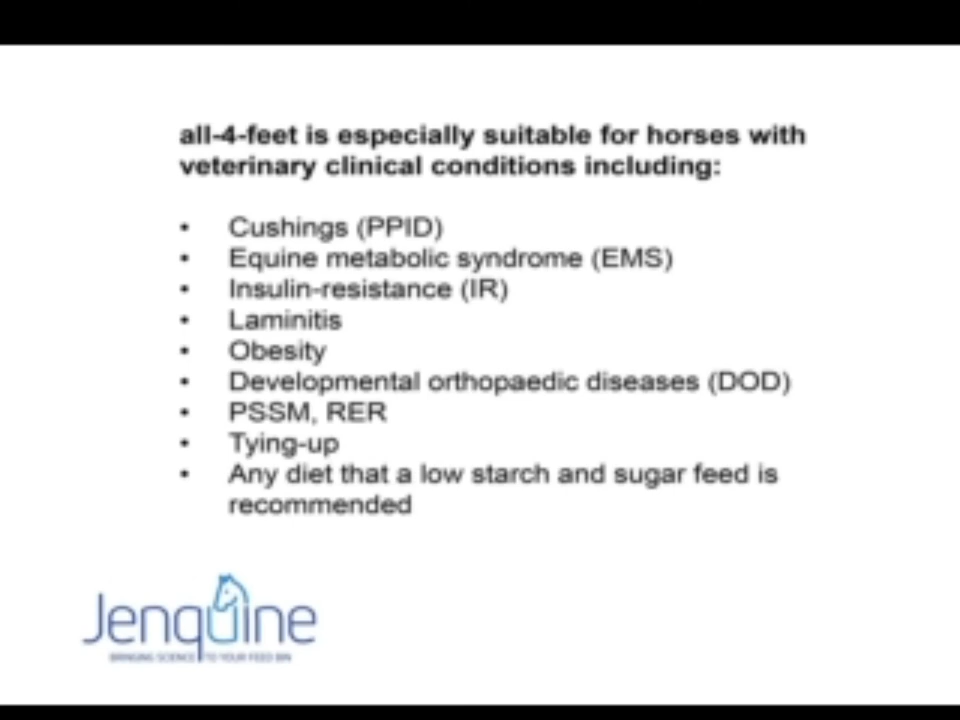 all-4-feet is especially suitable for horses with
veterinary clinical conditions including:
• Cushings (PPID)
• Equine metabolic syndrome (EMS)
• Insulin-resistance (IR)
• Laminitis
• Obesity
• Developmental orthopaedic diseases (DOD)
• PSSM, RER
• Tying-up
• Any diet that a low starch and sugar feed is
recommended
Jenquine
BRINGING SCIENCE TO YOUR FEED BIN